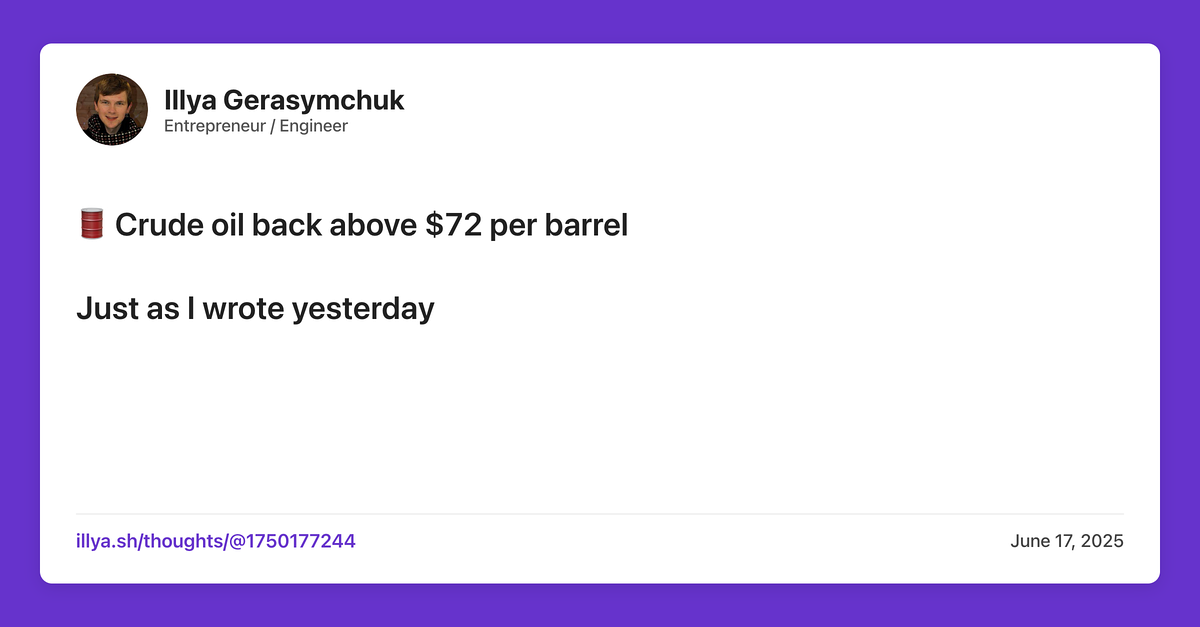 Illya Gerasymchuk
Entrepreneur / Engineer
🛢️ Crude oil back above $72 per barrel
Just as I wrote yesterday
illya.sh/thoughts/@1750177244
June 17, 2025